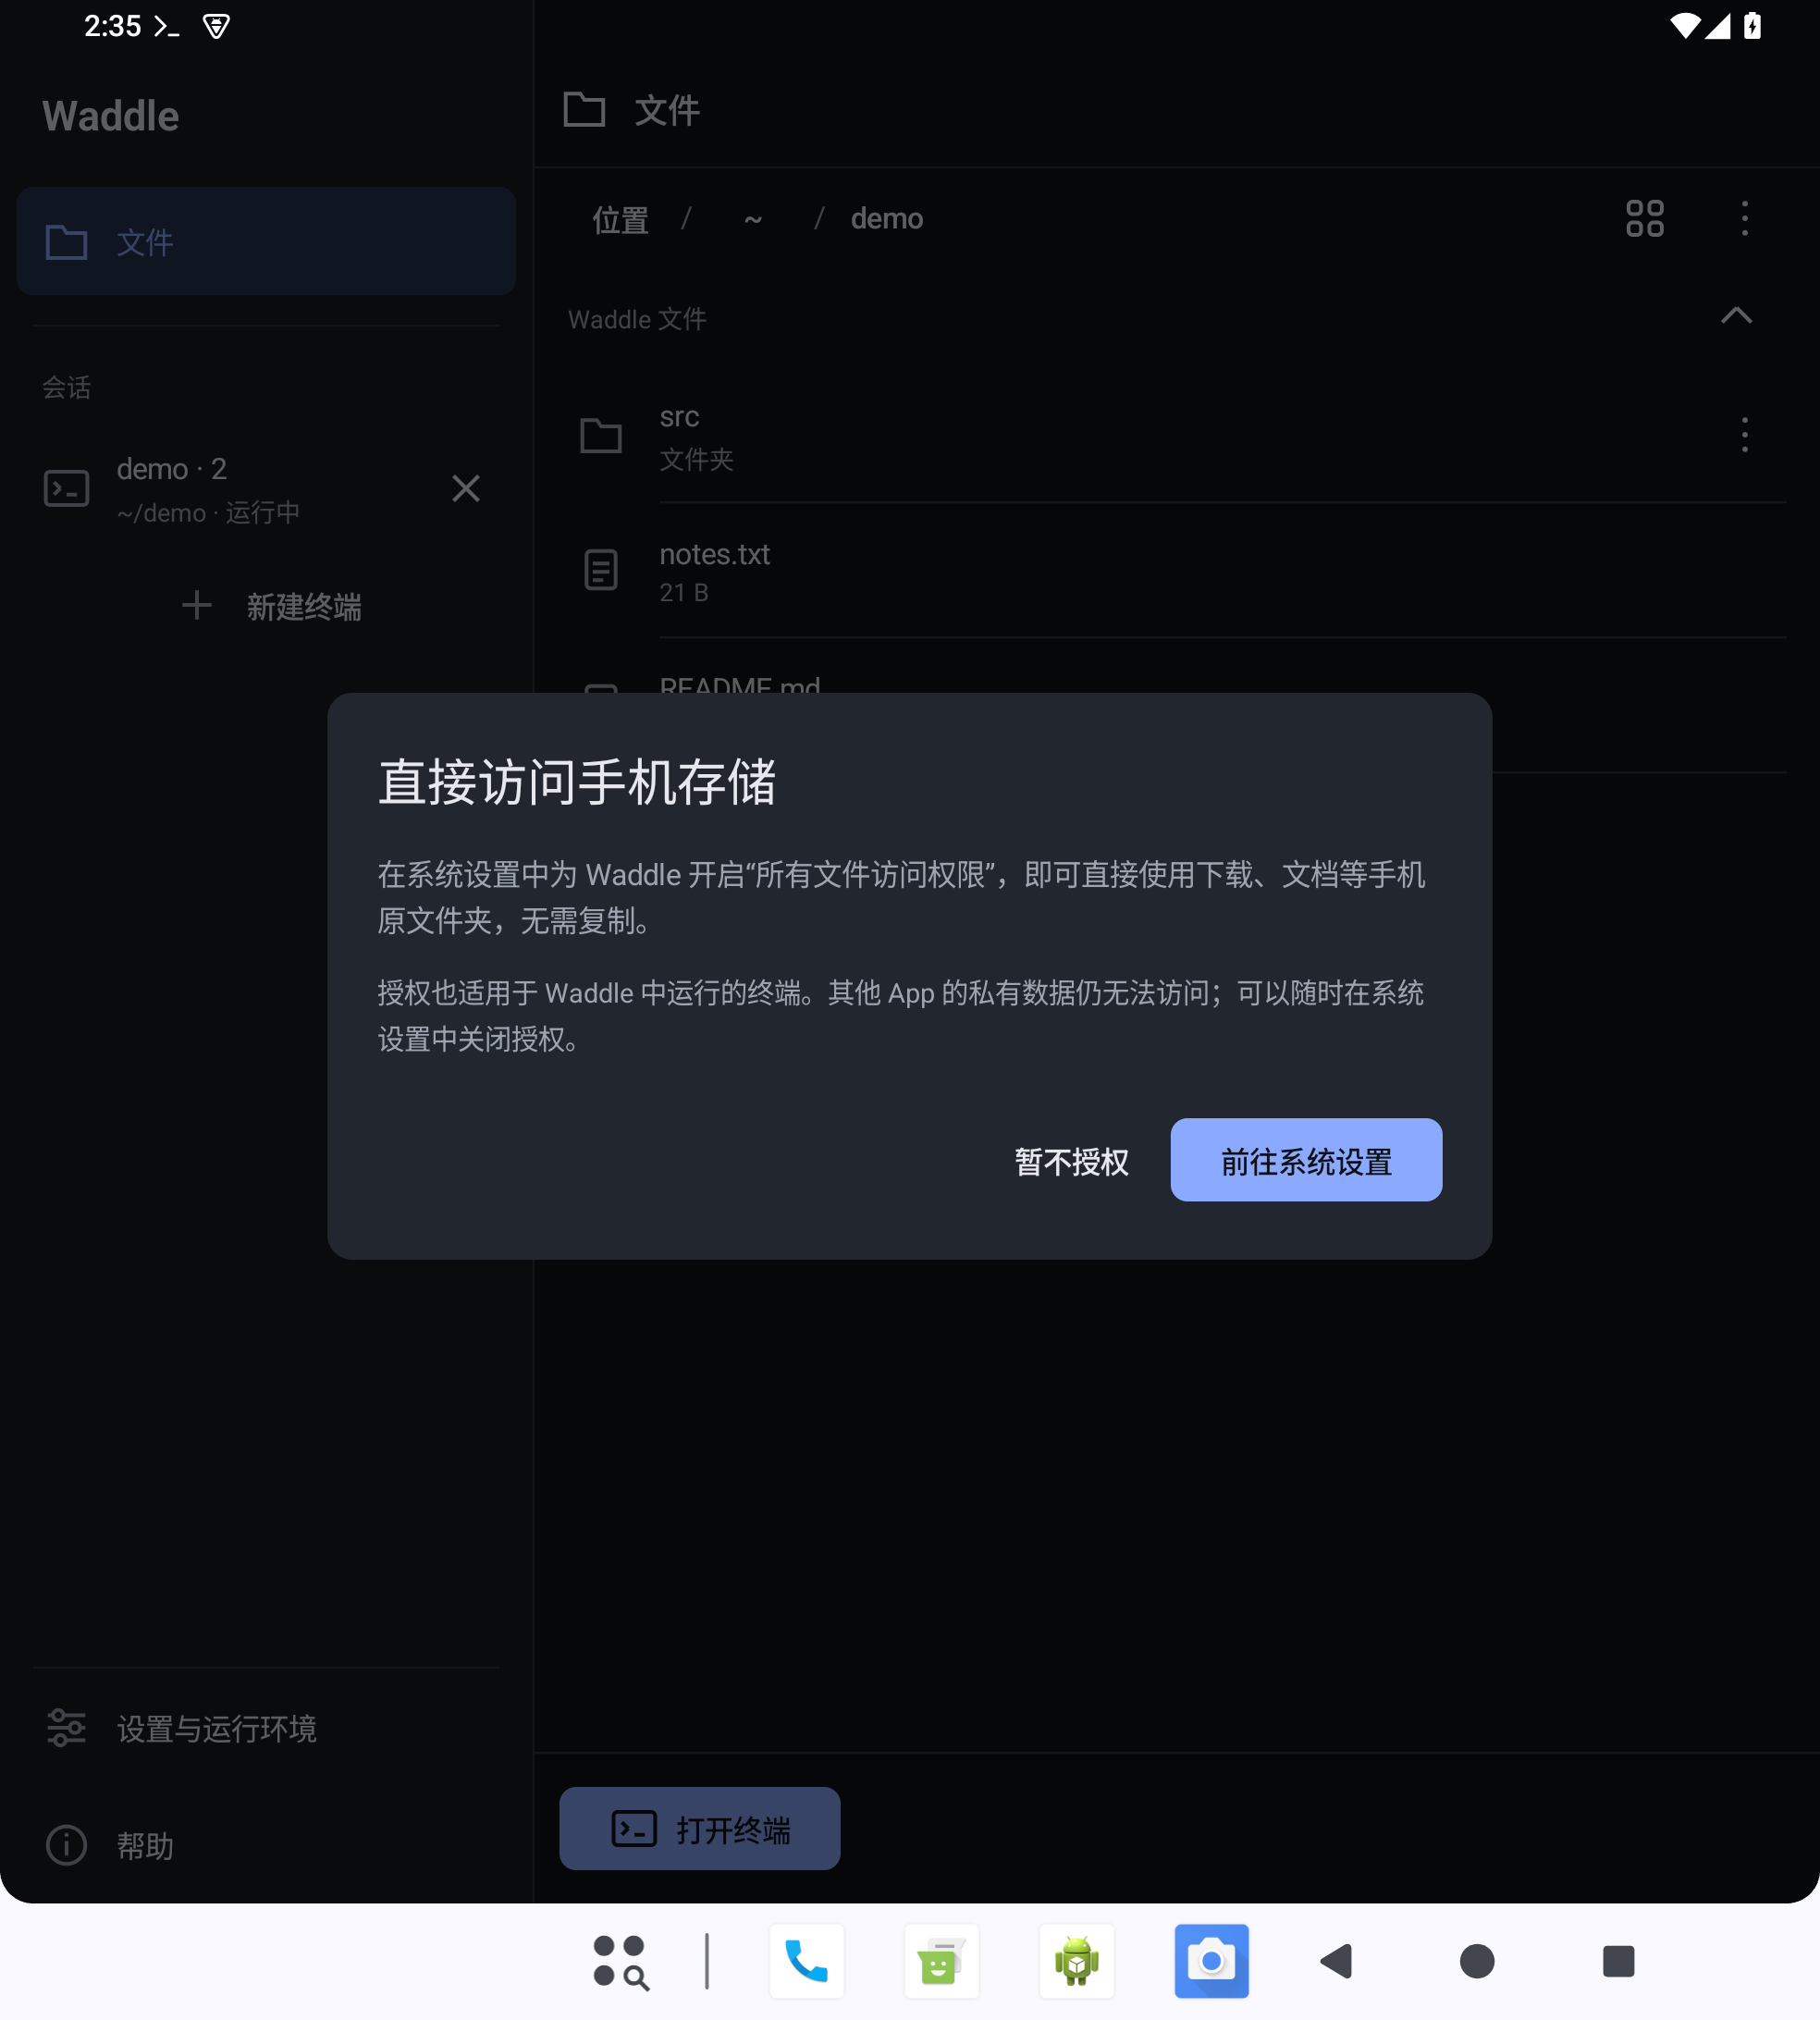 2:35
Waddle
文件
会话
demo · 2
~/demo · 运行中
新建终端
设置与运行环境
帮助
文件
位置 / ~ / demo
Waddle 文件
src
文件夹
notes.txt
21 B
README.md
直接访问手机存储
在系统设置中为 Waddle 开启“所有文件访问权限”，即可直接使用下载、文档等手机
原文件夹，无需复制。
授权也适用于 Waddle 中运行的终端。其他 App 的私有数据仍无法访问；可以随时在系统
设置中关闭授权。
暂不授权
前往系统设置
打开终端